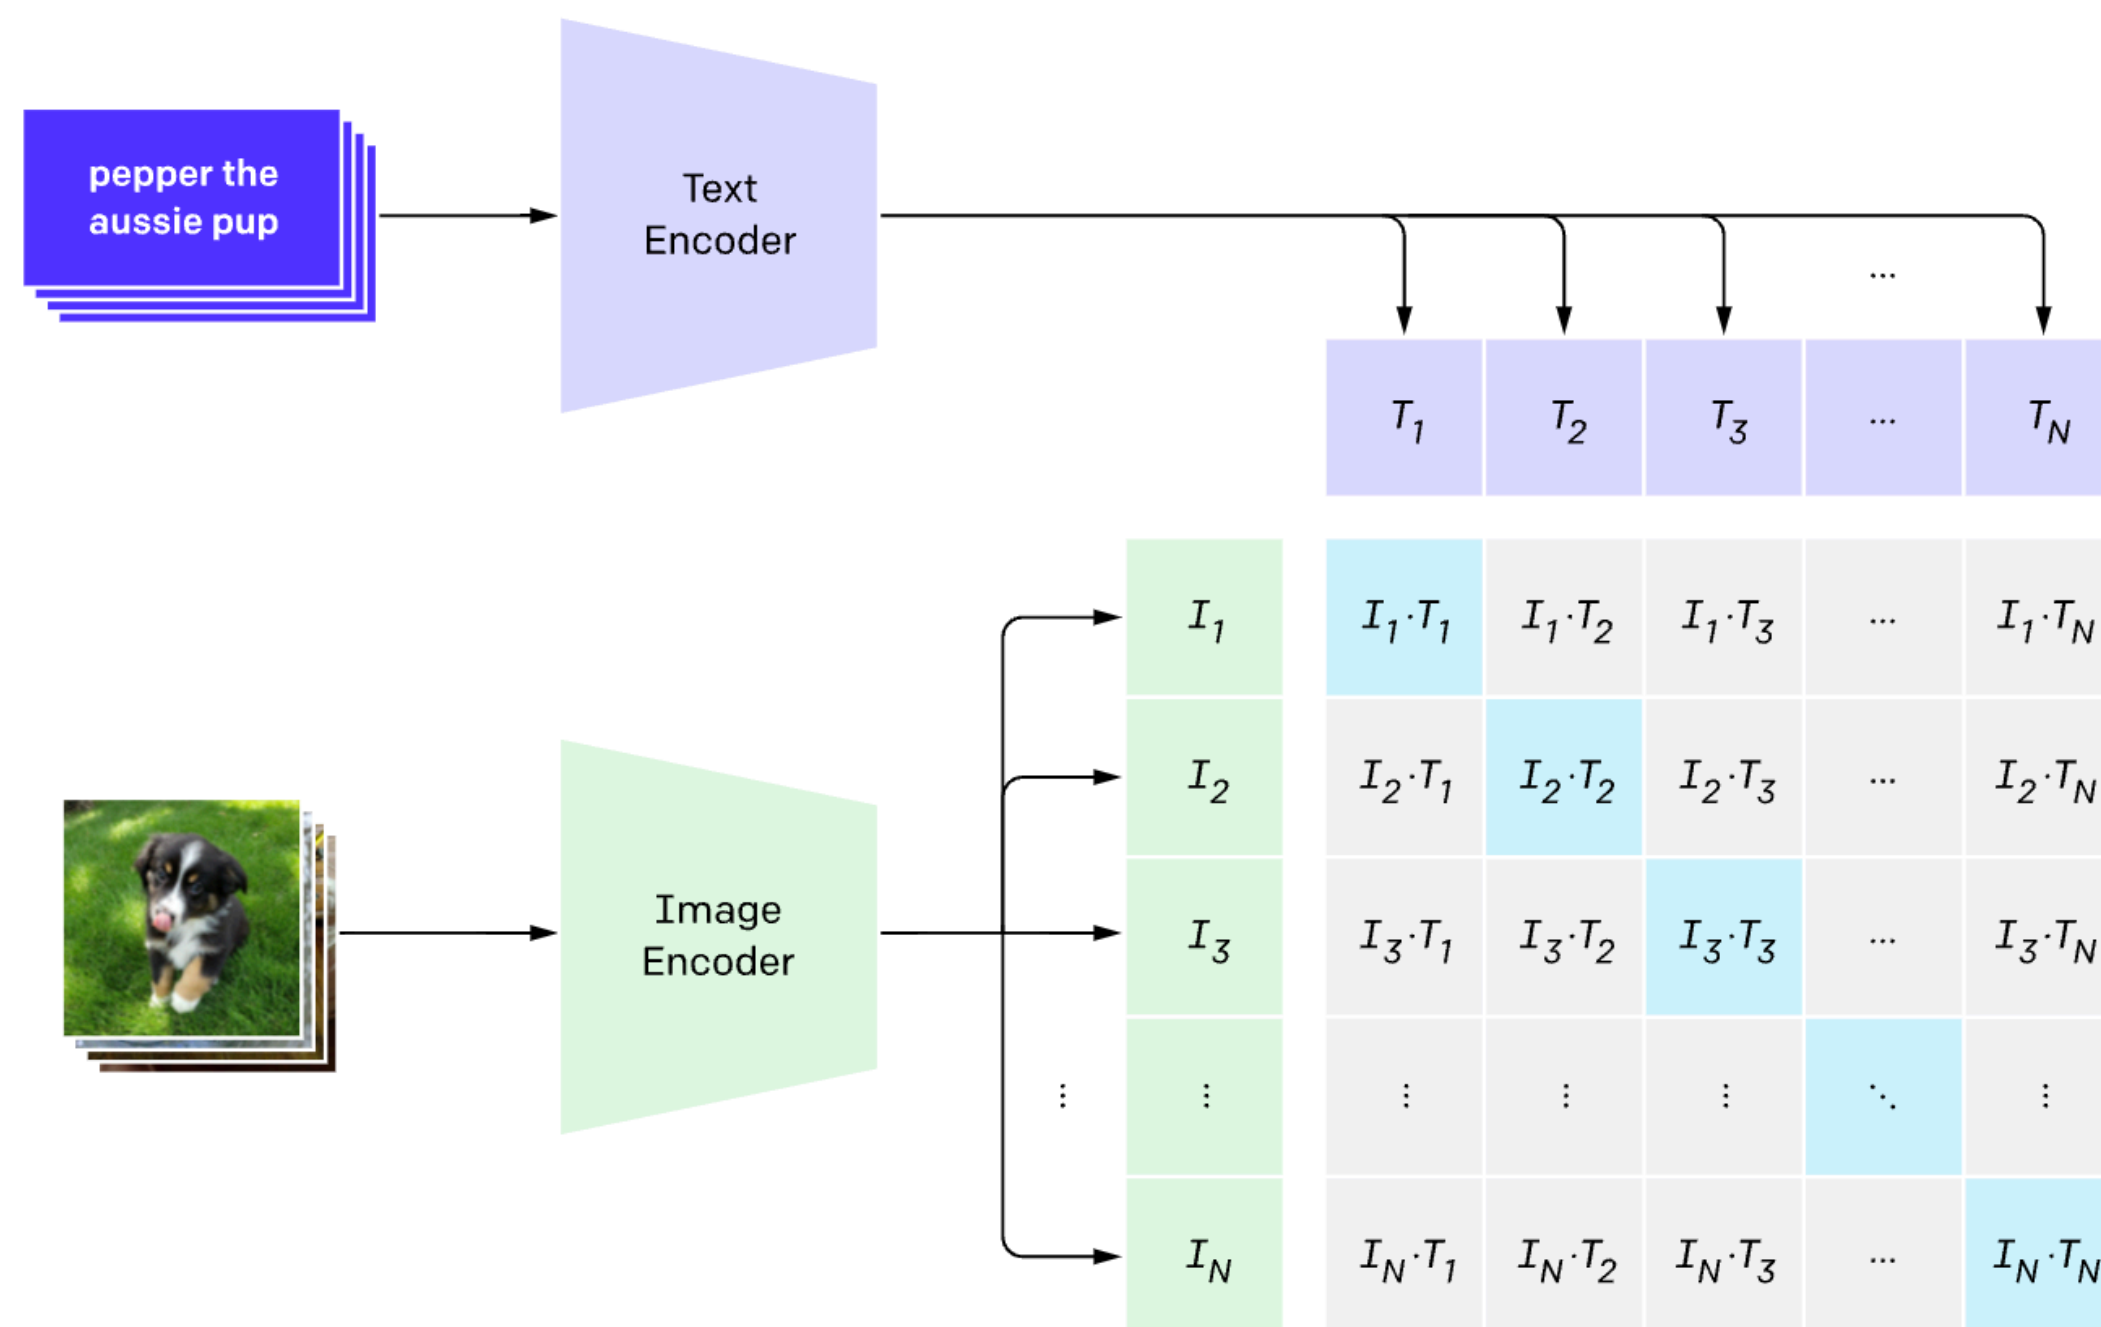 pepper the
aussie pup
Text
Encoder
...
T1 T2 T3 ... TN
I1 I1·T1 I1·T2 I1·T3 ... I1·TN
I2 I2·T1 I2·T2 I2·T3 ... I2·TN
Image
Encoder
I3 I3·T1 I3·T2 I3·T3 ... I3·TN
⋮ ⋮ ⋮ ⋮ ⋮ ⋱ ⋮
IN IN·T1 IN·T2 IN·T3 ... IN·TN